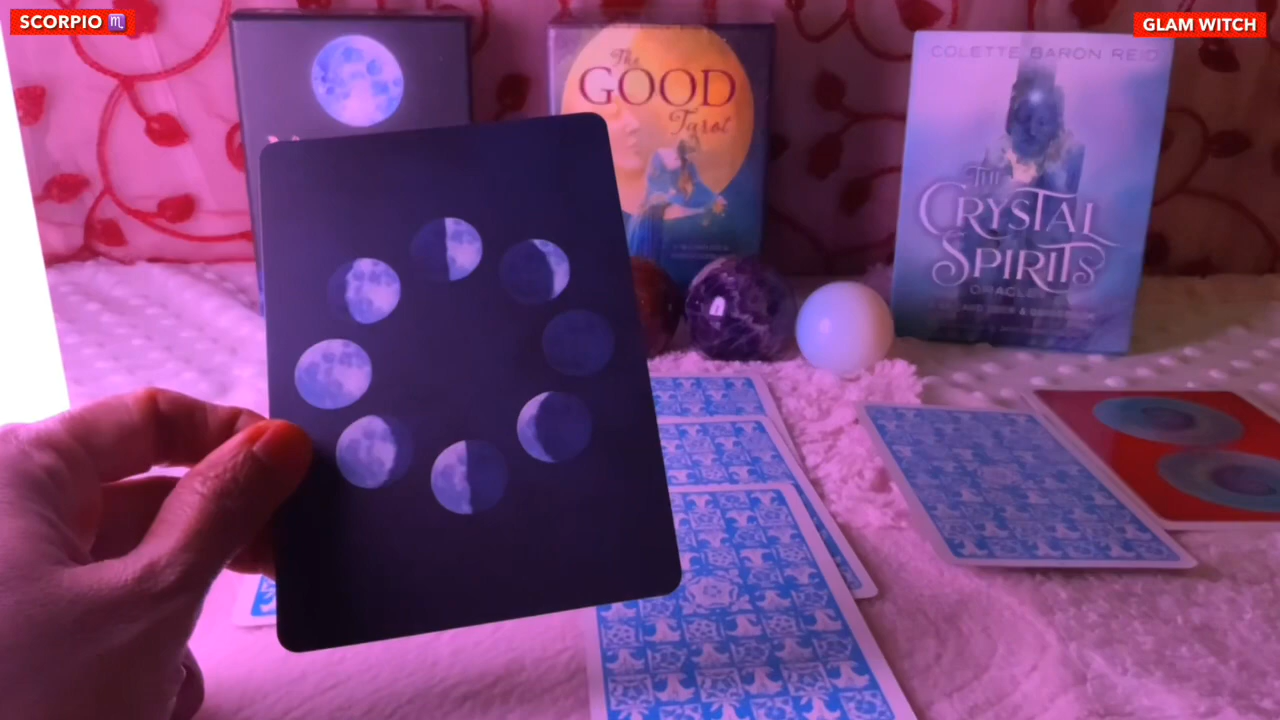 SCORPIO ♏
GLAM WITCH
The
GOOD
Tarot
COLETTE BARON REID
THE
CRYSTAL
SPIRITS
ORACLE